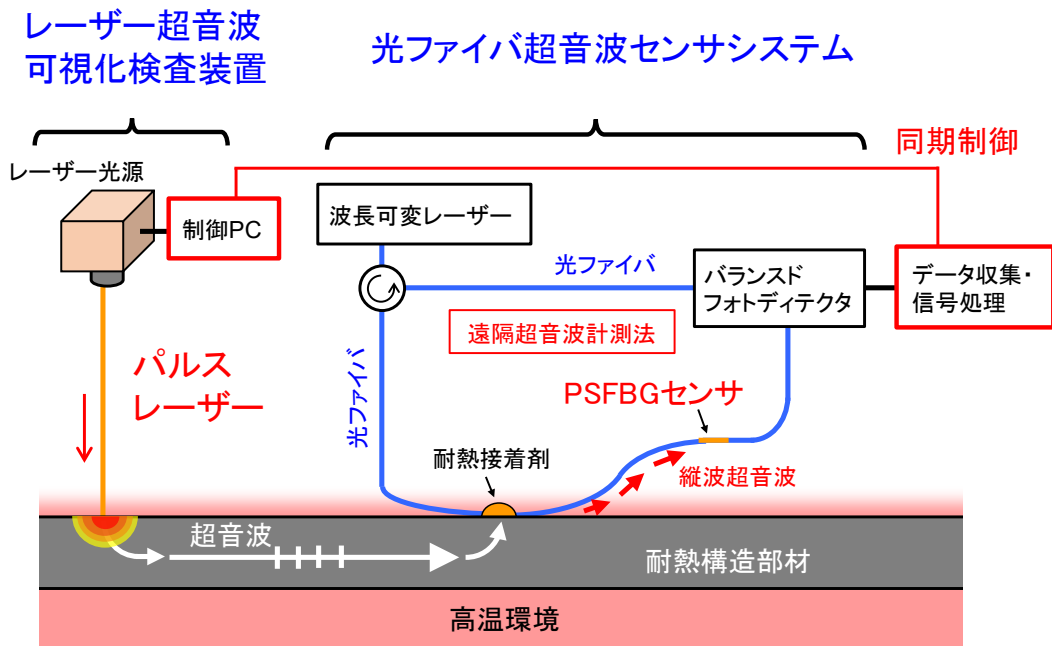 レーザー超音波
可視化検査装置
光ファイバ超音波センサシステム
同期制御
レーザー光源
制御PC
波長可変レーザー
光ファイバ
バランスド
フォトディテクタ
データ収集・
信号処理
遠隔超音波計測法
光ファイバ
パルス
レーザー
PSFBGセンサ
耐熱接着剤
縦波超音波
超音波
耐熱構造部材
高温環境